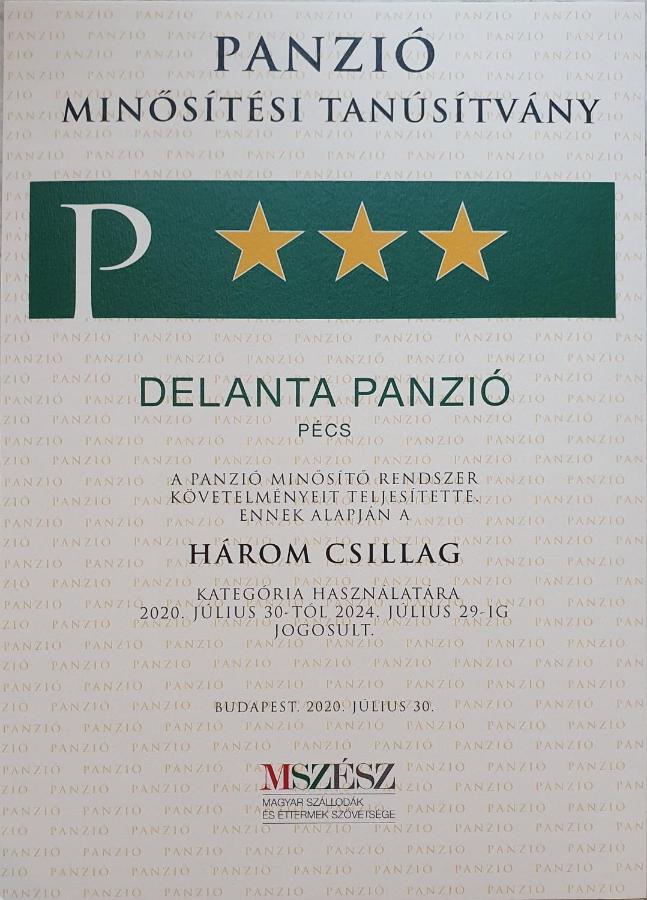 PANZIÓ
MINŐSÍTÉSI TANÚSÍTVÁNY
P
DELANTA PANZIÓ
PÉCS
A PANZIÓ MINŐSÍTŐ RENDSZER
KÖVETELMÉNYEIT TELJESÍTETTE.
ENNEK ALAPJÁN A
HÁROM CSILLAG
KATEGÓRIA HASZNÁLATÁRA
2020. JÚLIUS 30-TÓL 2024. JÚLIUS 29-IG
JOGOSULT.
BUDAPEST. 2020. JÚLIUS 30.
MSZÉSZ
MAGYAR SZÁLLODÁK
ÉS ÉTTERMEK SZÖVETSÉGE